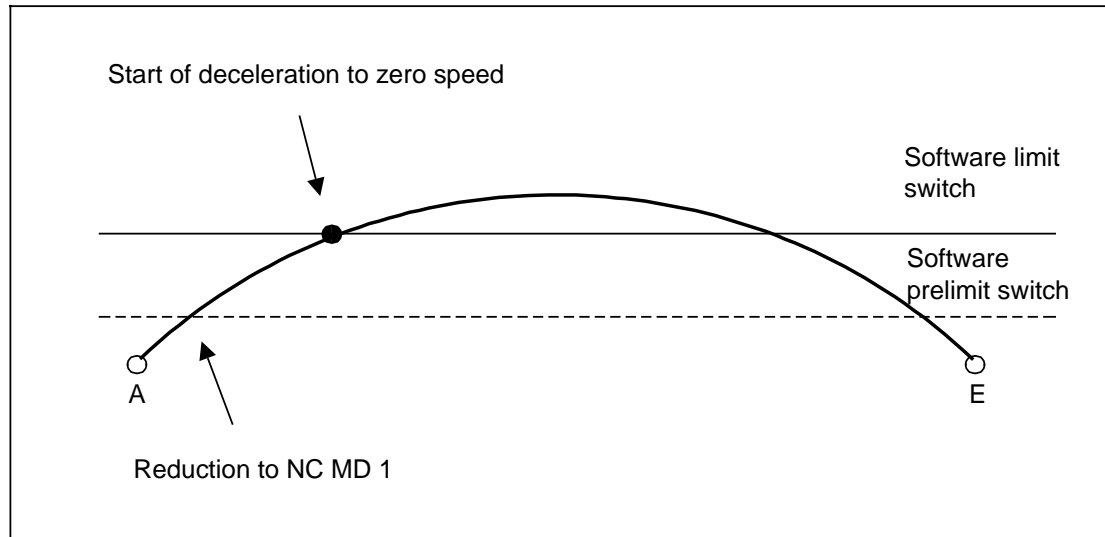 Start of deceleration to zero speed
Software limit
switch
Software
prelimit switch
A
E
Reduction to NC MD 1